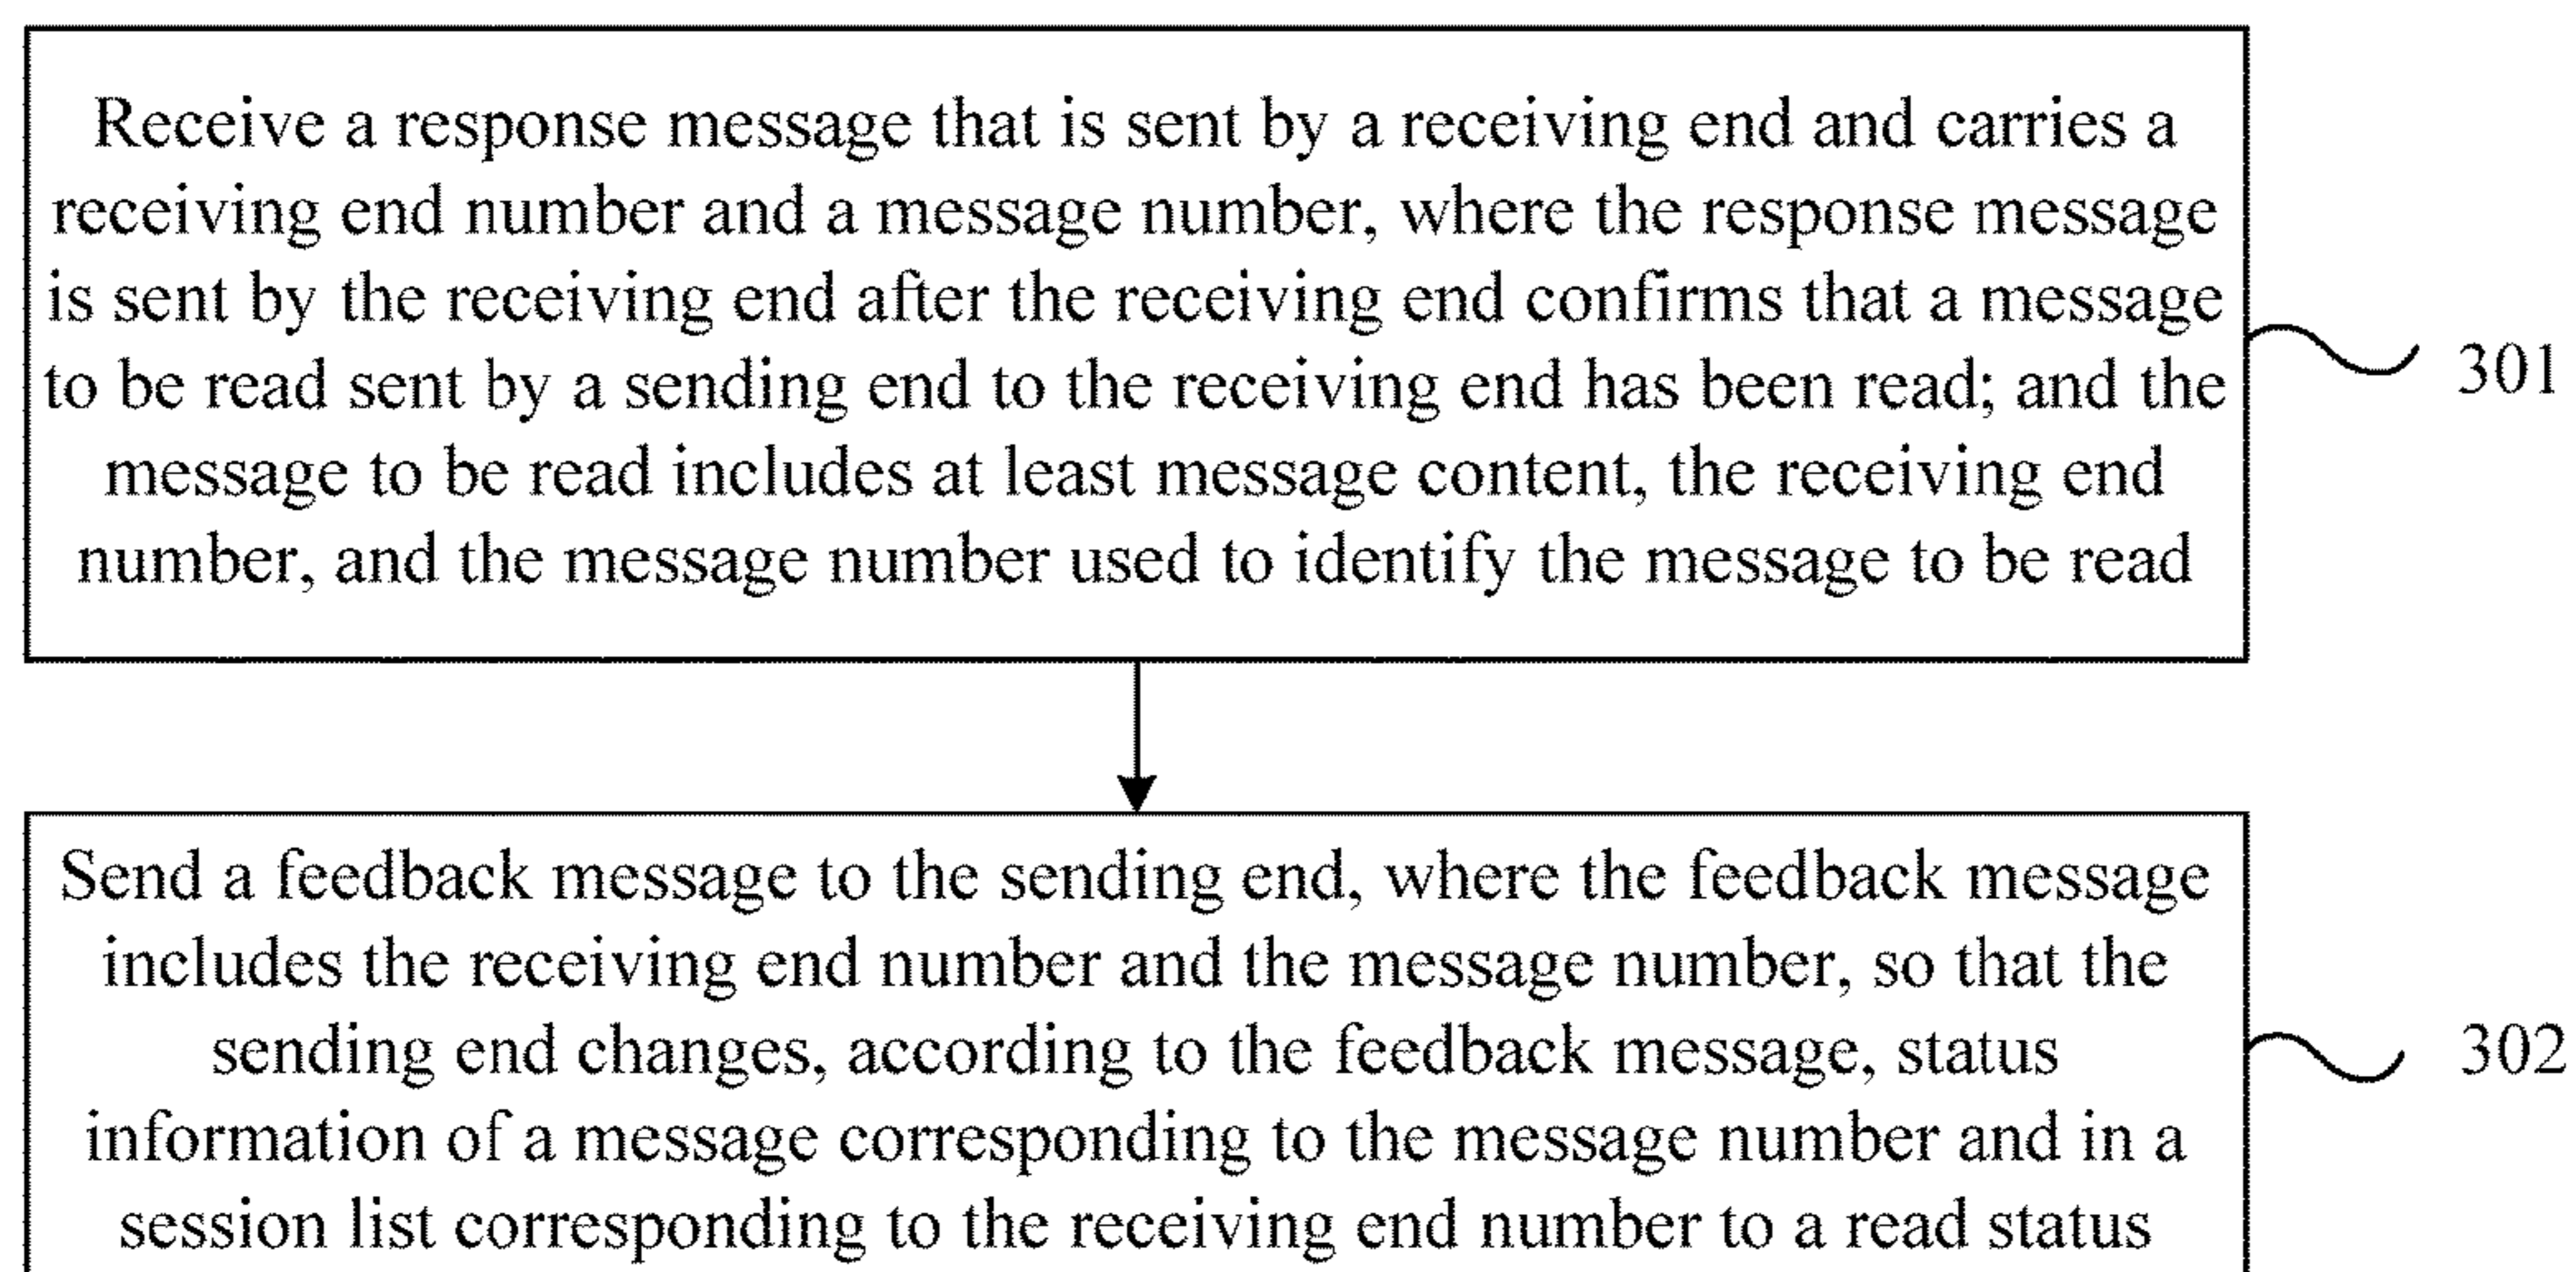 Receive a response message that is sent by a receiving end and carries a
receiving end number and a message number, where the response message
is sent by the receiving end after the receiving end confirms that a message
to be read sent by a sending end to the receiving end has been read; and the
message to be read includes at least message content, the receiving end
number, and the message number used to identify the message to be read
301
Send a feedback message to the sending end, where the feedback message
includes the receiving end number and the message number, so that the
sending end changes, according to the feedback message, status
information of a message corresponding to the message number and in a
session list corresponding to the receiving end number to a read status
302